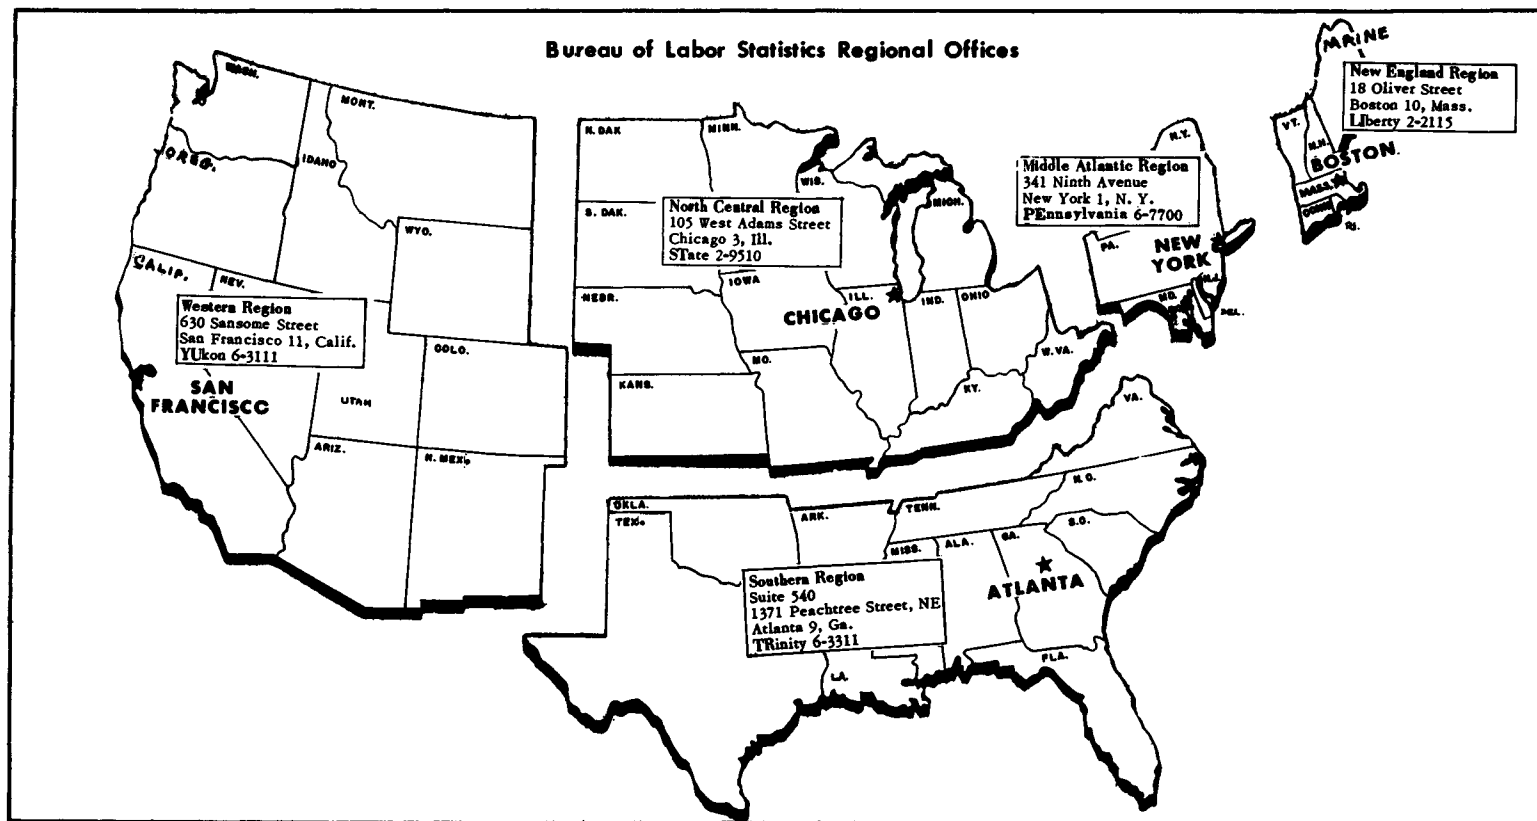 Bureau of Labor Statistics Regional Offices
MAINE
New England Region
18 Oliver Street
Boston 10, Mass.
LIberty 2-2115
VT.
N.H.
BOSTON.
MASS.
CONN.
R.I.
WASH.
MONT.
OREG.
IDAHO
WYO.
CALIF.
NEV.
Western Region
630 Sansome Street
San Francisco 11, Calif.
YUkon 6-3111
SAN
FRANCISCO
UTAH
COLO.
ARIZ.
N. MEX.
N. DAK
MINN.
S. DAK.
WIS.
MICH.
North Central Region
105 West Adams Street
Chicago 3, Ill.
STate 2-9510
NEBR.
IOWA
ILL.
IND.
OHIO
CHICAGO
KANS.
MO.
KY.
W. VA.
N.Y.
Middle Atlantic Region
341 Ninth Avenue
New York 1, N. Y.
PEnnsylvania 6-7700
PA.
NEW
YORK
N.J.
MD.
DEL.
VA.
OKLA.
TEX.
ARK.
TENN.
N. C.
S.C.
MISS.
ALA.
GA.
ATLANTA
Southern Region
Suite 540
1371 Peachtree Street, NE
Atlanta 9, Ga.
TRinity 6-3311
LA.
FLA.